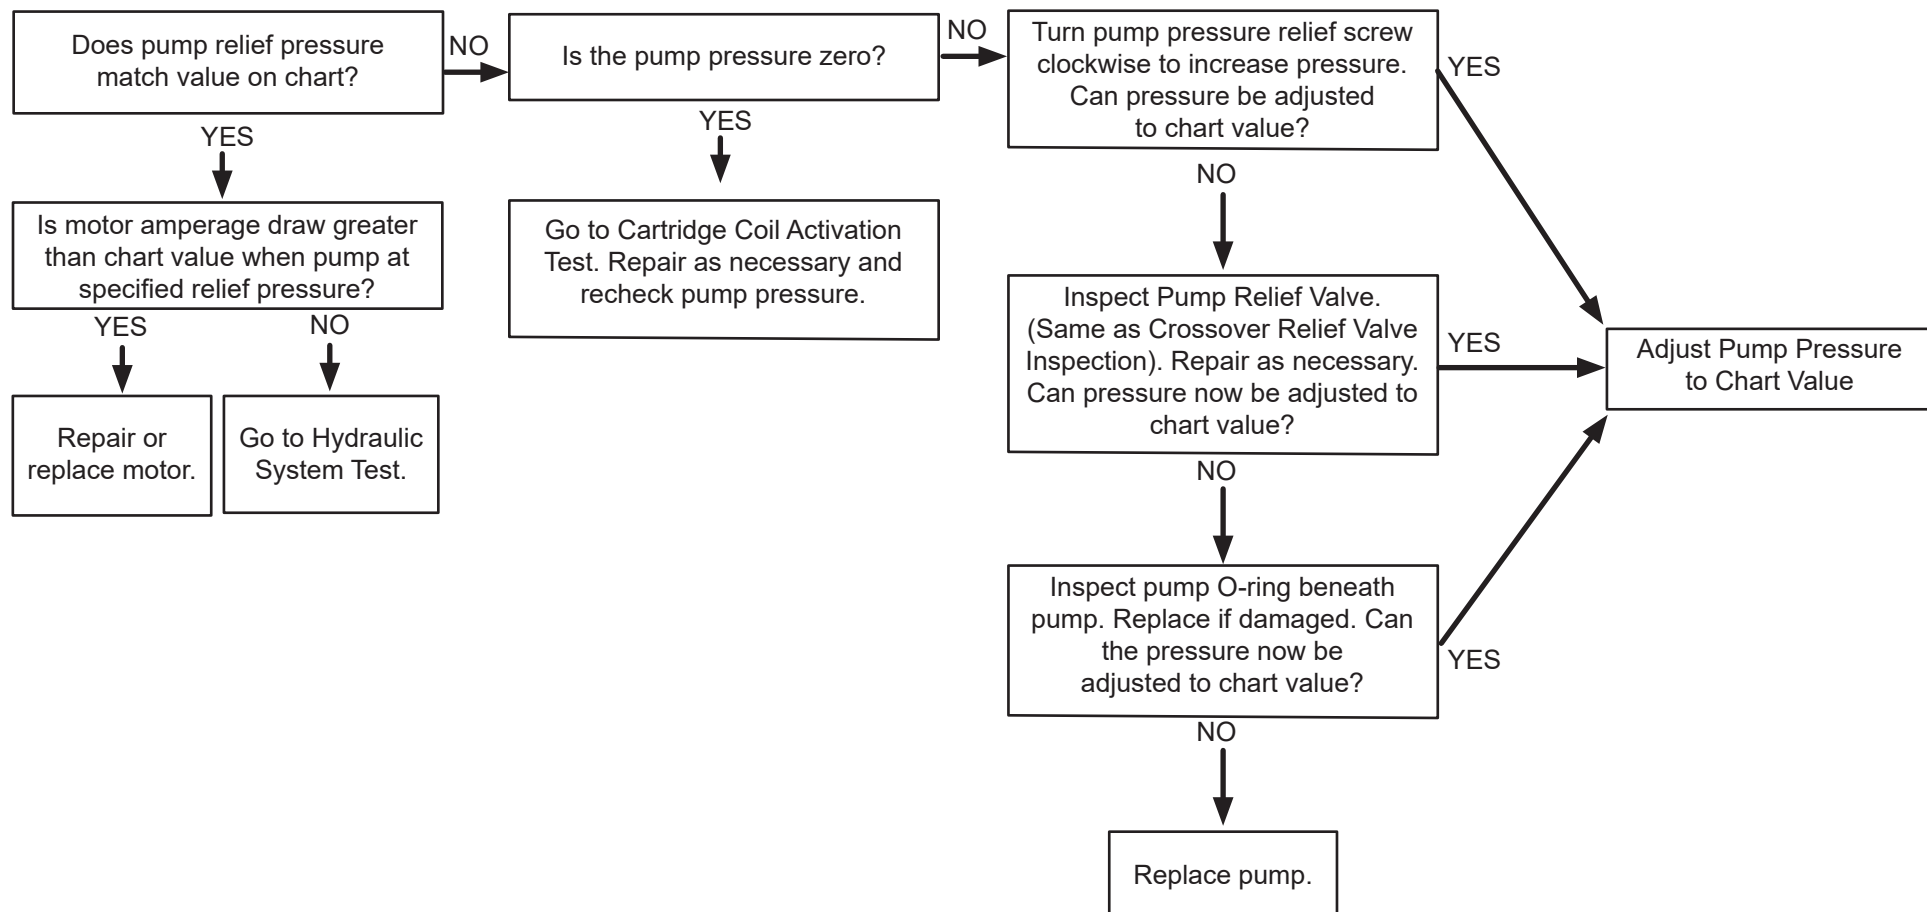 Does pump relief pressure
match value on chart?
NO
Is the pump pressure zero?
NO
Turn pump pressure relief screw
clockwise to increase pressure.
Can pressure be adjusted
to chart value?
YES
YES
Is motor amperage draw greater
than chart value when pump at
specified relief pressure?
YES
Repair or
replace motor.
NO
Go to Hydraulic
System Test.
YES
Go to Cartridge Coil Activation
Test. Repair as necessary and
recheck pump pressure.
NO
Inspect Pump Relief Valve.
(Same as Crossover Relief Valve
Inspection). Repair as necessary.
Can pressure now be adjusted to
chart value?
YES
Adjust Pump Pressure
to Chart Value
NO
Inspect pump O-ring beneath
pump. Replace if damaged. Can
the pressure now be
adjusted to chart value?
YES
NO
Replace pump.